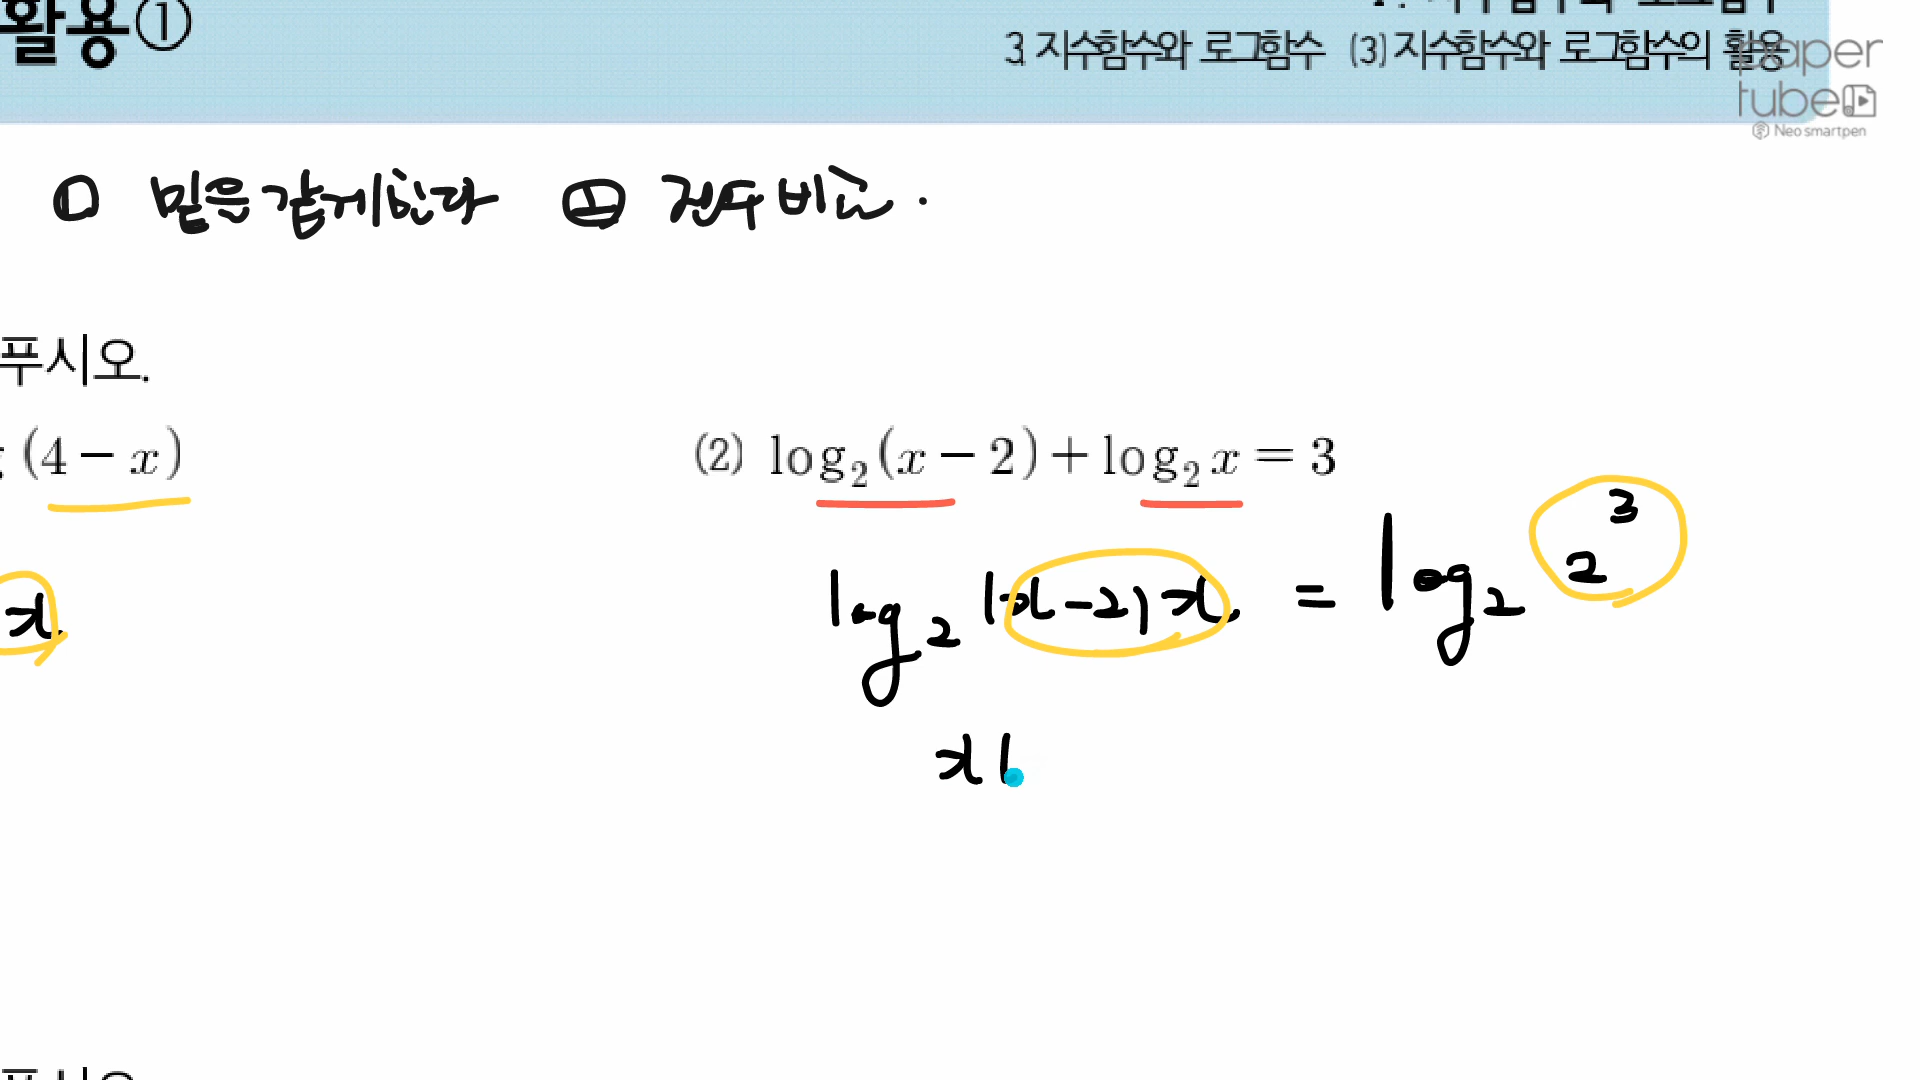 활용①
3. 지수함수와 로그함수 (3) 지수함수와 로그함수의 활용
paper
tube
Neo smartpen
① 밑을 같게한다 ② 진수 비교.
푸시오.
(4 − x)
(2) log₂(x − 2) + log₂x = 3
x
log₂(x−2)x = log₂2³
x(